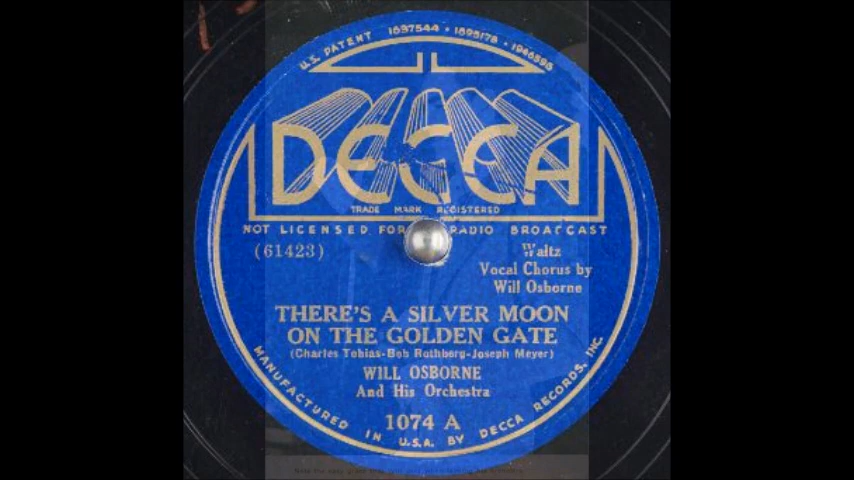 U.S. PATENT 1637544 • 1695178 • 1946596
DECCA
TRADE MARK REGISTERED
NOT LICENSED FOR RADIO BROADCAST
(61423)
Waltz
Vocal Chorus by
Will Osborne
THERE'S A SILVER MOON
ON THE GOLDEN GATE
(Charles Tobias-Bob Rothberg-Joseph Meyer)
WILL OSBORNE
And His Orchestra
1074 A
MANUFACTURED IN U.S.A. BY DECCA RECORDS, INC.